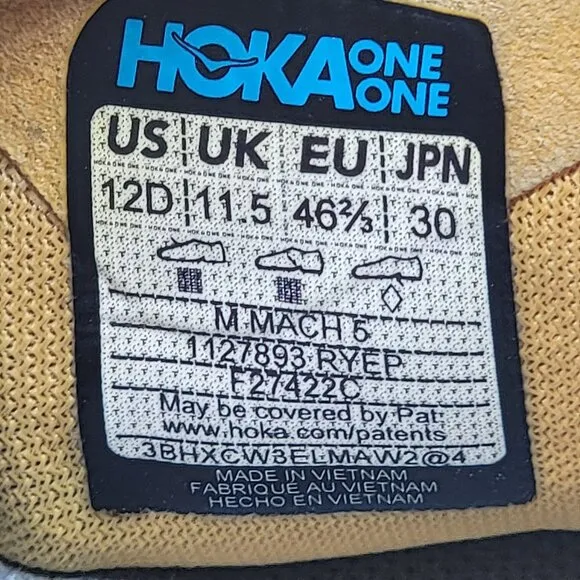 HOKA ONE ONE
US UK EU JPN
12D 11.5 46⅔ 30
M MACH 5
1127893 RYEP
F27422C
May be covered by Pat:
www.hoka.com/patents
3BHXCW3ELMAW2@4
MADE IN VIETNAM
FABRIQUÉ AU VIETNAM
HECHO EN VIETNAM